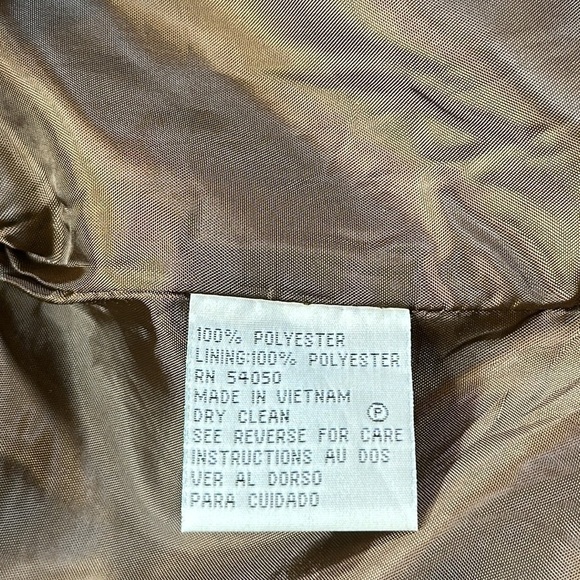 100% POLYESTER
LINING:100% POLYESTER
RN 54050
MADE IN VIETNAM
DRY CLEAN Ⓟ
SEE REVERSE FOR CARE
INSTRUCTIONS AU DOS
VER AL DORSO
PARA CUIDADO